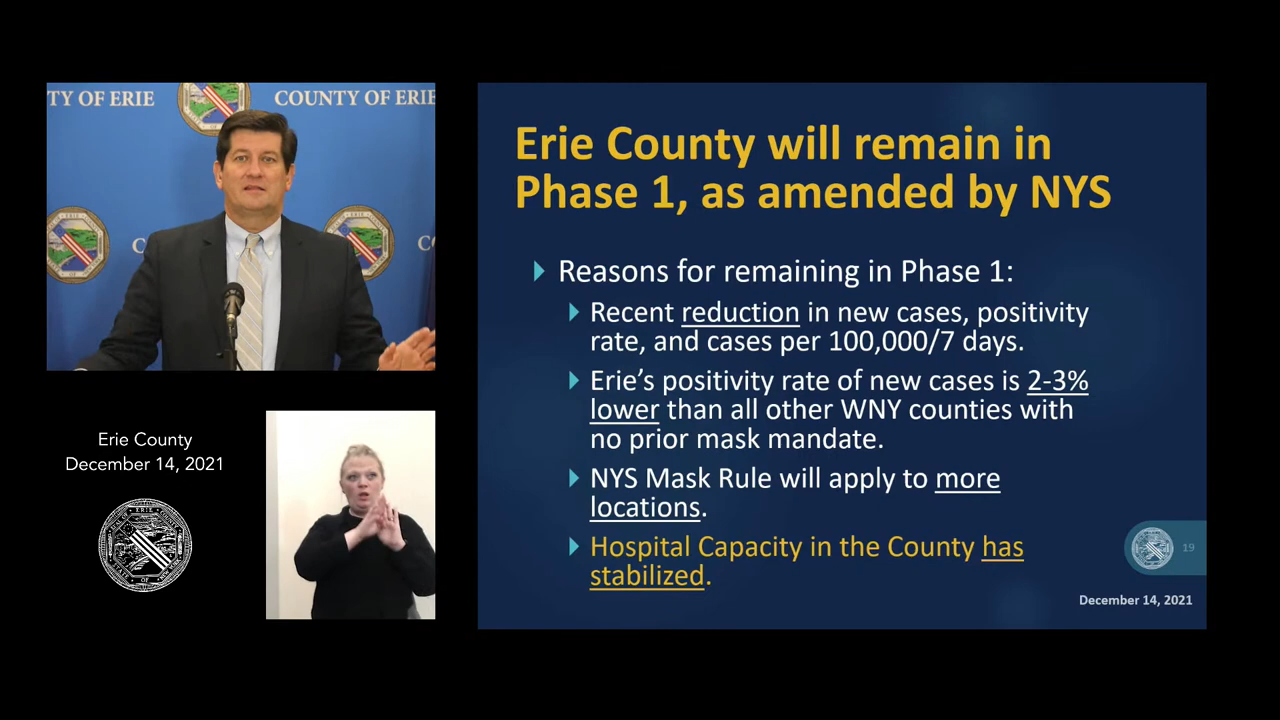 TY OF ERIE
COUNTY OF ERIE
C
C
Erie County
December 14, 2021
ERIE
OF
Erie County will remain in
Phase 1, as amended by NYS
Reasons for remaining in Phase 1:
Recent reduction in new cases, positivity
rate, and cases per 100,000/7 days.
Erie's positivity rate of new cases is 2-3%
lower than all other WNY counties with
no prior mask mandate.
NYS Mask Rule will apply to more
locations.
Hospital Capacity in the County has
stabilized.
19
December 14, 2021